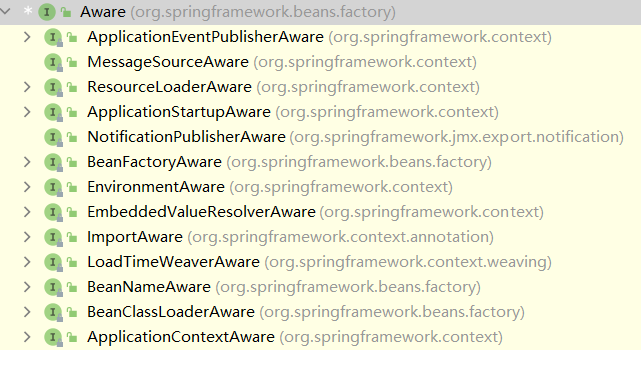 * I Aware (org.springframework.beans.factory)
I ApplicationEventPublisherAware (org.springframework.context)
I MessageSourceAware (org.springframework.context)
I ResourceLoaderAware (org.springframework.context)
I ApplicationStartupAware (org.springframework.context)
I NotificationPublisherAware (org.springframework.jmx.export.notification)
I BeanFactoryAware (org.springframework.beans.factory)
I EnvironmentAware (org.springframework.context)
I EmbeddedValueResolverAware (org.springframework.context)
I ImportAware (org.springframework.context.annotation)
I LoadTimeWeaverAware (org.springframework.context.weaving)
I BeanNameAware (org.springframework.beans.factory)
I BeanClassLoaderAware (org.springframework.beans.factory)
I ApplicationContextAware (org.springframework.context)